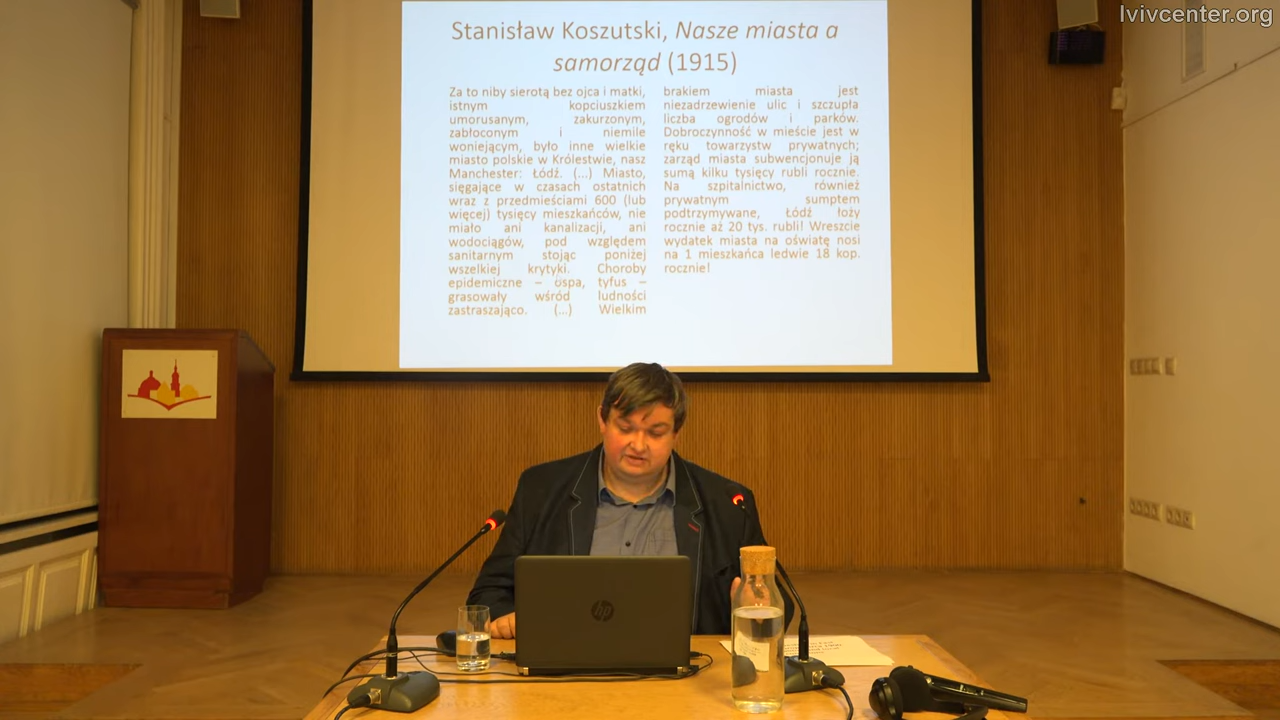 lvivcenter.org
Stanisław Koszutski, Nasze miasta a
samorząd (1915)
Za to niby sierotą bez ojca i matki,
istnym kopciuszkiem
umorusanym, zakurzonym,
zabłoconym i niemile
woniejącym, było inne wielkie
miasto polskie w Królestwie, nasz
Manchester: Łódź. (...) Miasto,
sięgające w czasach ostatnich
wraz z przedmieściami 600 (lub
więcej) tysięcy mieszkańców, nie
miało ani kanalizacji, ani
wodociągów, pod względem
sanitarnym stojąc poniżej
wszelkiej krytyki. Choroby
epidemiczne – ospa, tyfus –
grasowały wśród ludności
zastraszająco. (...) Wielkim
brakiem miasta jest
niezadrzewienie ulic i szczupła
liczba ogrodów i parków.
Dobroczynność w mieście jest w
ręku towarzystw prywatnych;
zarząd miasta subwencjonuje ją
sumą kilku tysięcy rubli rocznie.
Na szpitalnictwo, również
prywatnym sumptem
podtrzymywane, Łódź łoży
rocznie aż 20 tys. rubli! Wreszcie
wydatek miasta na oświatę nosi
na 1 mieszkańca ledwie 18 kop.
rocznie!
hp